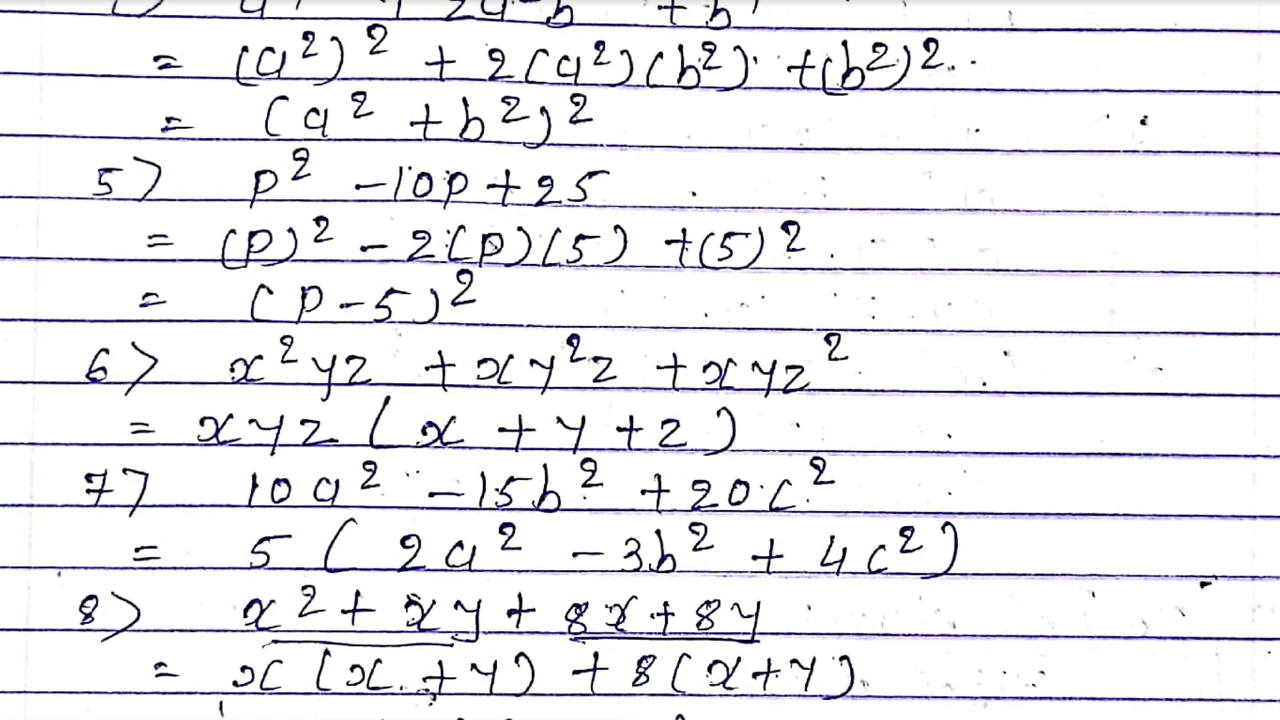 = (a²)² + 2(a²)(b²) + (b²)²
= (a² + b²)²
5) p² - 10p + 25
= (p)² - 2(p)(5) + (5)²
= (p - 5)²
6) x²yz + xy²z + xyz²
= xyz (x + y + z)
7) 10a² - 15b² + 20c²
= 5 (2a² - 3b² + 4c²)
8) x² + xy + 8x + 8y
= x (x + y) + 8 (x + y)